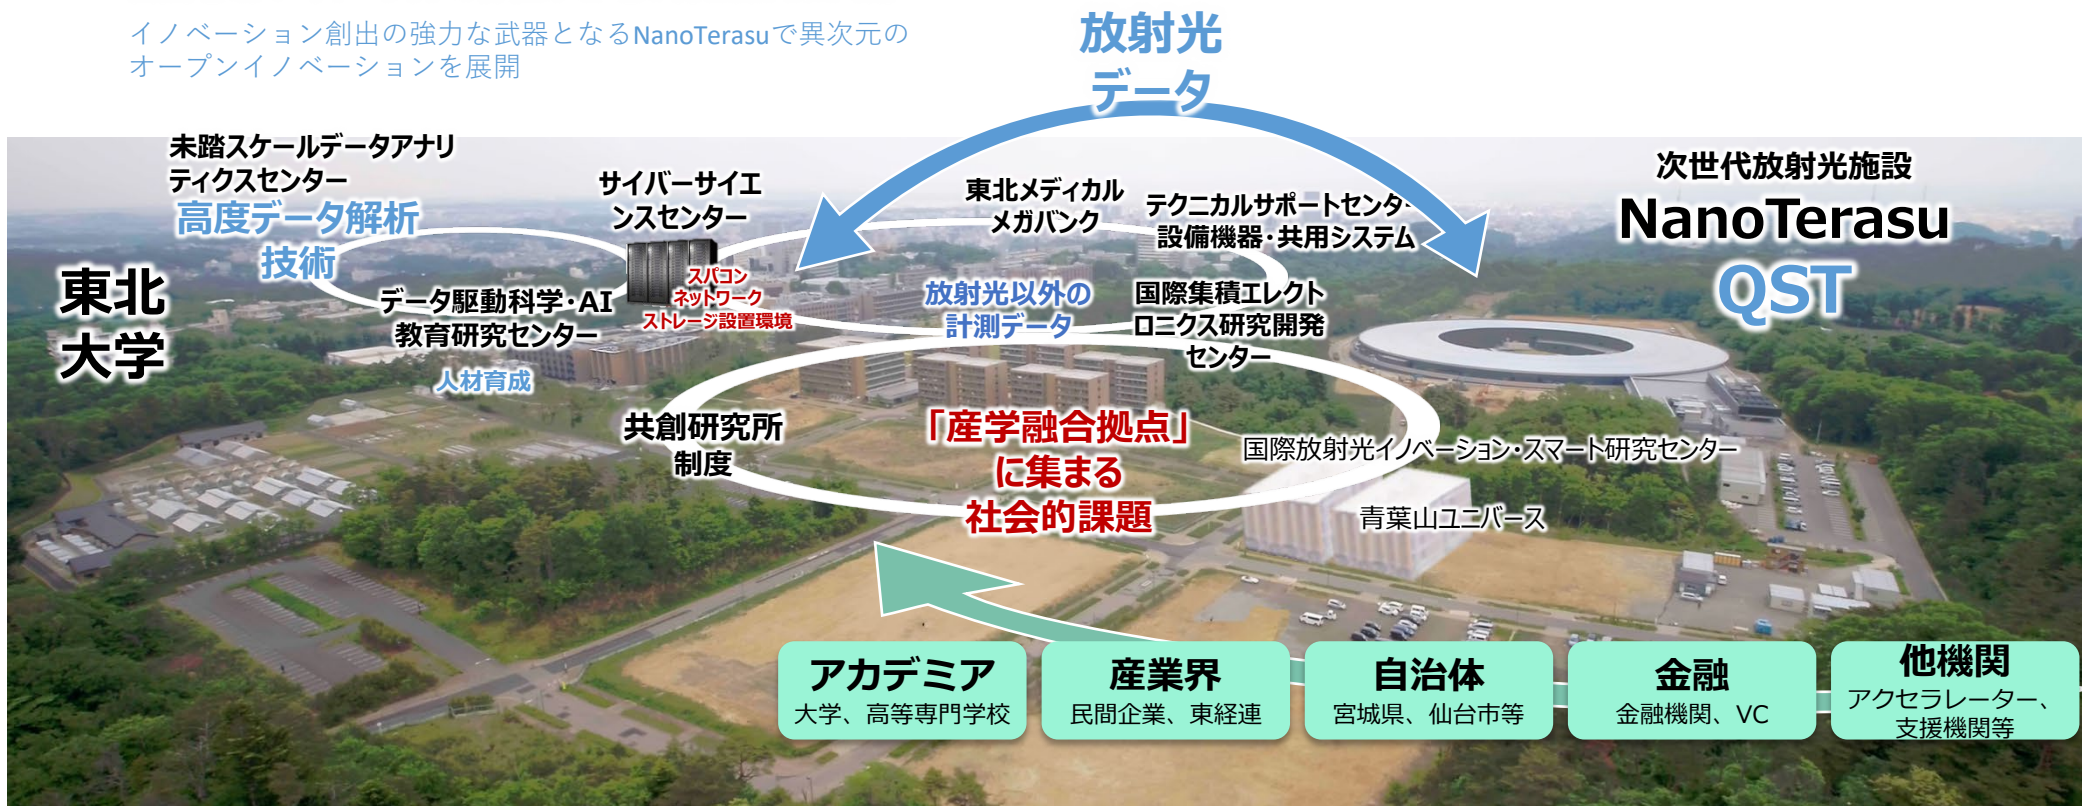 イノベーション創出の強力な武器となるNanoTerasuで異次元の
オープンイノベーションを展開
放射光
データ
未踏スケールデータアナリ
ティクスセンター
高度データ解析
技術
サイバーサイエ
ンスセンター
スパコン
ネットワーク
ストレージ設置環境
東北メディカル
メガバンク
テクニカルサポートセンター
設備機器・共用システム
次世代放射光施設
NanoTerasu
QST
東北
大学
データ駆動科学・AI
教育研究センター
人材育成
放射光以外の
計測データ
国際集積エレクト
ロニクス研究開発
センター
共創研究所
制度
「産学融合拠点」
に集まる
社会的課題
国際放射光イノベーション・スマート研究センター
青葉山ユニバース
アカデミア
大学、高等専門学校
産業界
民間企業、東経連
自治体
宮城県、仙台市等
金融
金融機関、VC
他機関
アクセラレーター、
支援機関等